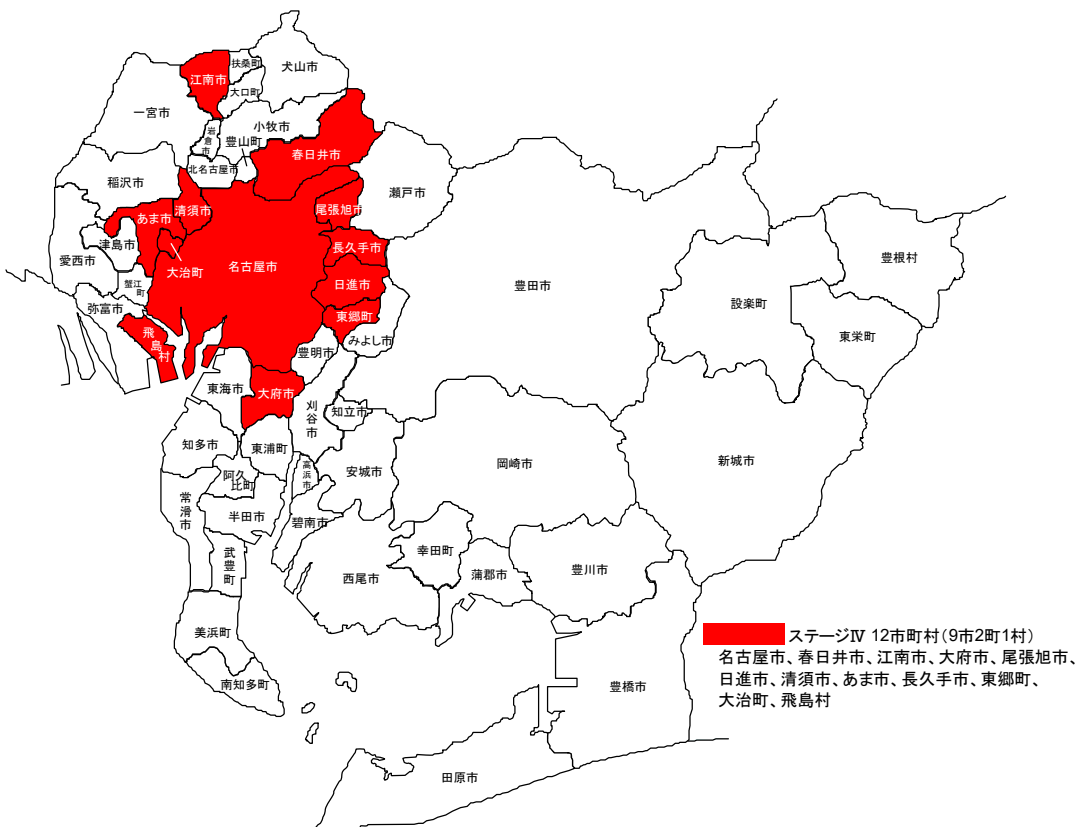 扶桑町
犬山市
江南市
大口町
一宮市
小牧市
岩倉市
豊山町
春日井市
北名古屋市
瀬戸市
稲沢市
清須市
尾張旭市
あま市
津島市
長久手市
愛西市
大治町
名古屋市
豊根村
日進市
豊田市
蟹江町
設楽町
弥富市
東郷町
飛島村
みよし市
東栄町
豊明市
東海市
大府市
刈谷市
知立市
知多市
東浦町
岡崎市
新城市
高浜市
安城市
阿久比町
常滑市
半田市
碧南市
幸田町
武豊町
西尾市
蒲郡市
豊川市
美浜町
南知多町
豊橋市
田原市
ステージⅣ 12市町村(9市2町1村)
名古屋市、春日井市、江南市、大府市、尾張旭市、
日進市、清須市、あま市、長久手市、東郷町、
大治町、飛島村